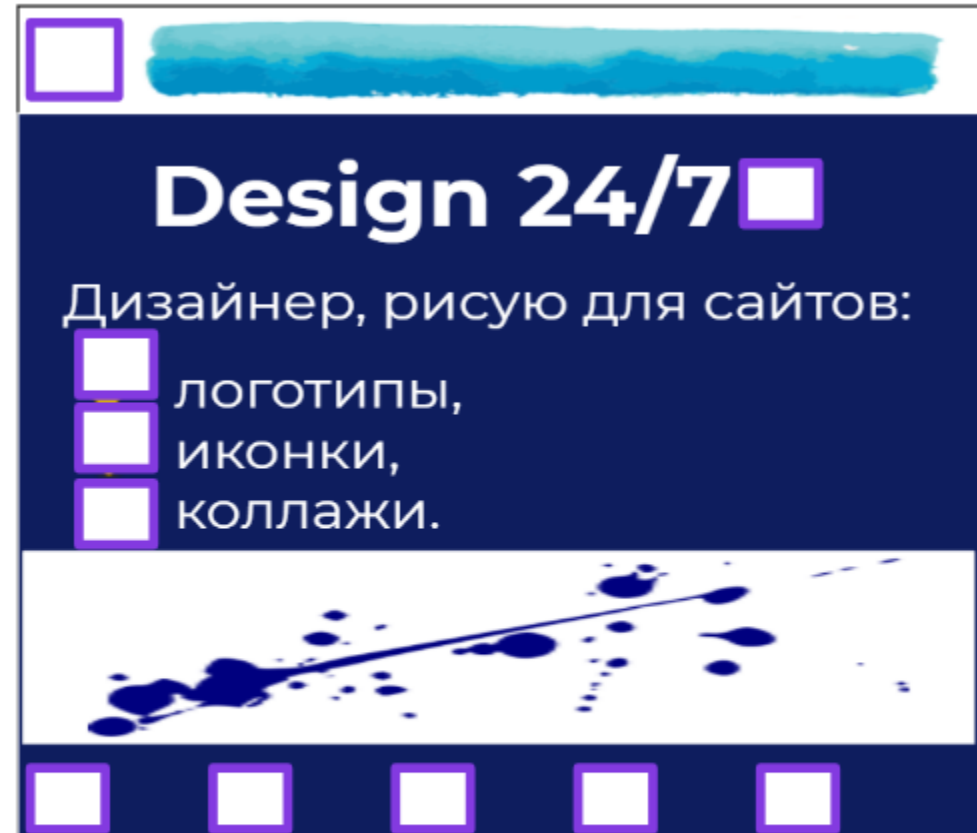 Design 24/7
Дизайнер, рисую для сайтов:
логотипы,
иконки,
коллажи.